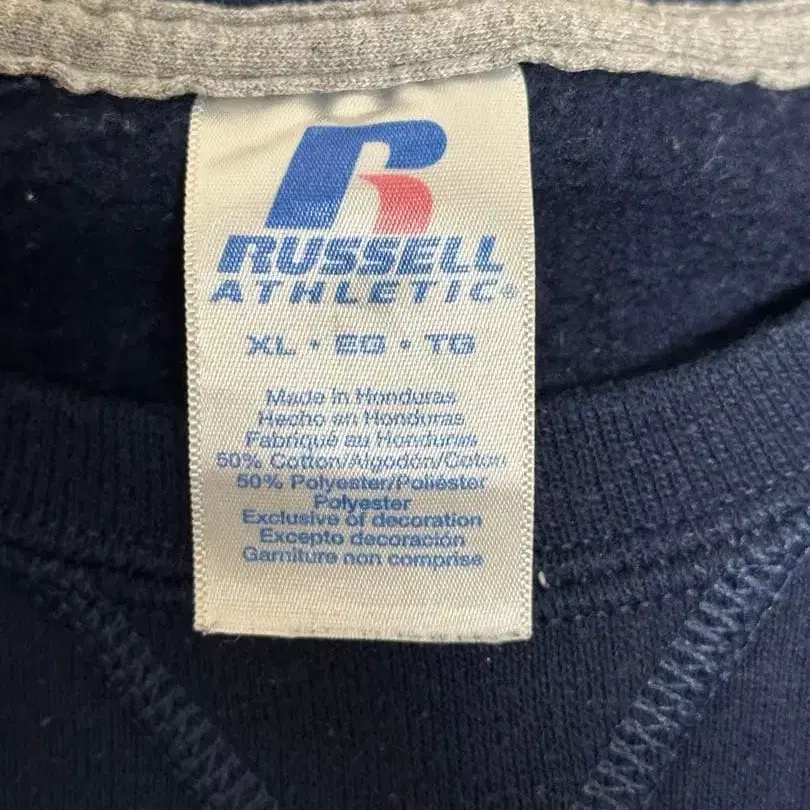 R
RUSSELL
ATHLETIC®
XL • EG • TG
Made in Honduras
Hecho en Honduras
Fabriqué au Honduras
50% Cotton/Algodón/Coton
50% Polyester/Poliéster
Polyester
Exclusive of decoration
Excepto decoración
Garniture non comprise